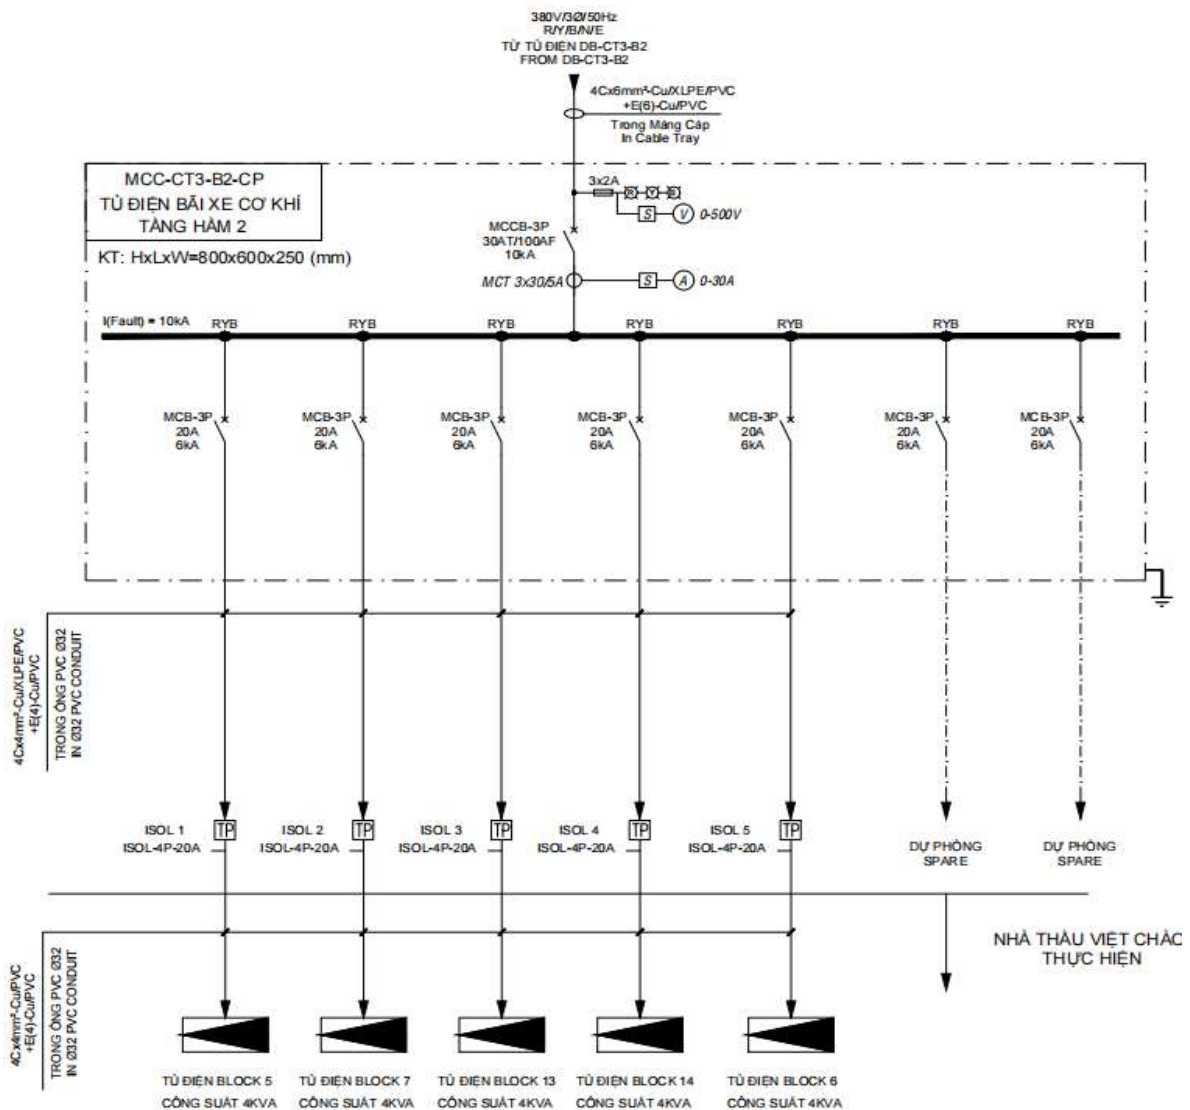 380V/3Ø/50Hz
R/Y/B/N/E
TỪ TỦ ĐIỆN DB-CT3-B2
FROM DB-CT3-B2
4Cx6mm²-Cu/XLPE/PVC
+E(6)-Cu/PVC
Trong Máng Cáp
In Cable Tray
MCC-CT3-B2-CP
TỦ ĐIỆN BÃI XE CƠ KHÍ
TẦNG HẦM 2
KT: HxLxW=800x600x250 (mm)
3x2A
R Y B
S V 0-500V
MCCB-3P
30AT/100AF
10kA
MCT 3x30/5A S A 0-30A
I(Fault) = 10kA RYB RYB RYB RYB RYB RYB RYB
MCB-3P MCB-3P MCB-3P MCB-3P MCB-3P MCB-3P MCB-3P
20A 20A 20A 20A 20A 20A 20A
6kA 6kA 6kA 6kA 6kA 6kA 6kA
4Cx4mm²-Cu/XLPE/PVC
+E(4)-Cu/PVC
TRONG ỐNG PVC Ø32
IN Ø32 PVC CONDUIT
ISOL 1 TP ISOL 2 TP ISOL 3 TP ISOL 4 TP ISOL 5 TP
ISOL-4P-20A ISOL-4P-20A ISOL-4P-20A ISOL-4P-20A ISOL-4P-20A
DỰ PHÒNG DỰ PHÒNG
SPARE SPARE
NHÀ THẦU VIỆT CHÀO
THỰC HIỆN
4Cx4mm²-Cu/PVC
+E(4)-Cu/PVC
TRONG ỐNG PVC Ø32
IN Ø32 PVC CONDUIT
TỦ ĐIỆN BLOCK 5 TỦ ĐIỆN BLOCK 7 TỦ ĐIỆN BLOCK 13 TỦ ĐIỆN BLOCK 14 TỦ ĐIỆN BLOCK 6
CÔNG SUẤT 4KVA CÔNG SUẤT 4KVA CÔNG SUẤT 4KVA CÔNG SUẤT 4KVA CÔNG SUẤT 4KVA